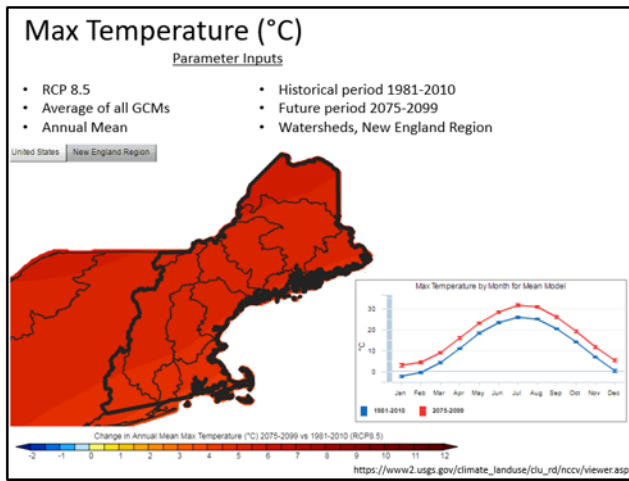 Max Temperature (°C)
Parameter Inputs
• RCP 8.5
• Average of all GCMs
• Annual Mean
• Historical period 1981-2010
• Future period 2075-2099
• Watersheds, New England Region
United States
New England Region
Max Temperature by Month for Mean Model
°C
30
20
10
0
Jan Feb Mar Apr May Jun Jul Aug Sep Oct Nov Dec
1981-2010 2075-2099
Change in Annual Mean Max Temperature (°C) 2075-2099 vs 1981-2010 (RCP8.5)
-2 -1 0 1 2 3 4 5 6 7 8 9 10 11 12
https://www2.usgs.gov/climate_landuse/clu_rd/nccv/viewer.asp